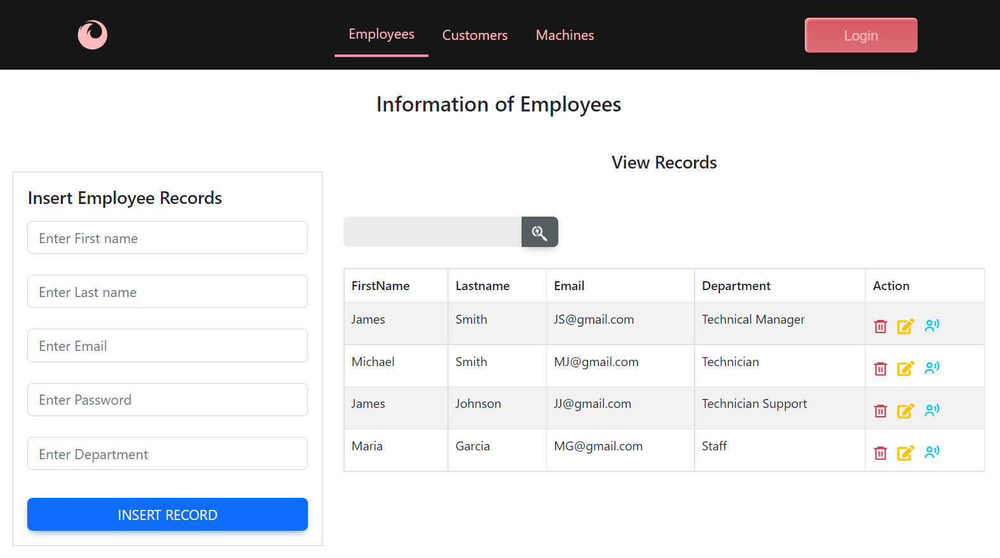 Employees Customers Machines Login
Information of Employees
View Records
Insert Employee Records
Enter First name
Enter Last name
Enter Email
Enter Password
Enter Department
INSERT RECORD
FirstName Lastname Email Department Action
James Smith JS@gmail.com Technical Manager
Michael Smith MJ@gmail.com Technician
James Johnson JJ@gmail.com Technician Support
Maria Garcia MG@gmail.com Staff